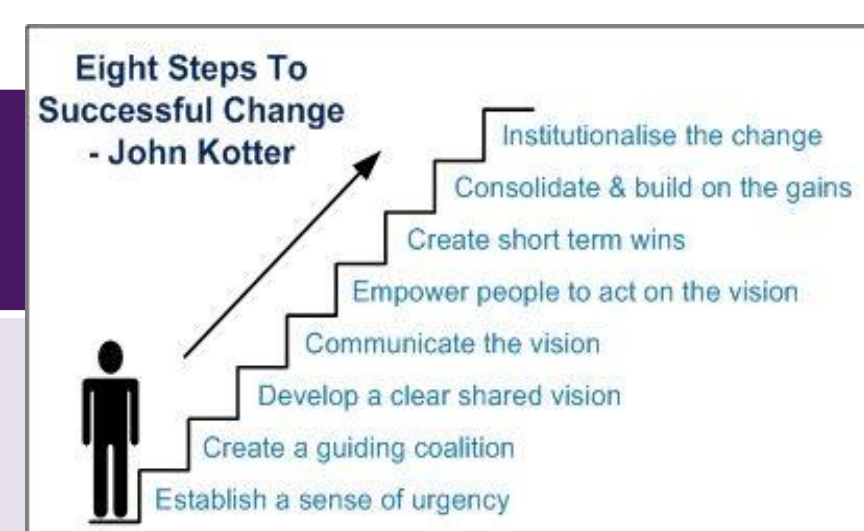 Eight Steps To
Successful Change
- John Kotter
Institutionalise the change
Consolidate & build on the gains
Create short term wins
Empower people to act on the vision
Communicate the vision
Develop a clear shared vision
Create a guiding coalition
Establish a sense of urgency